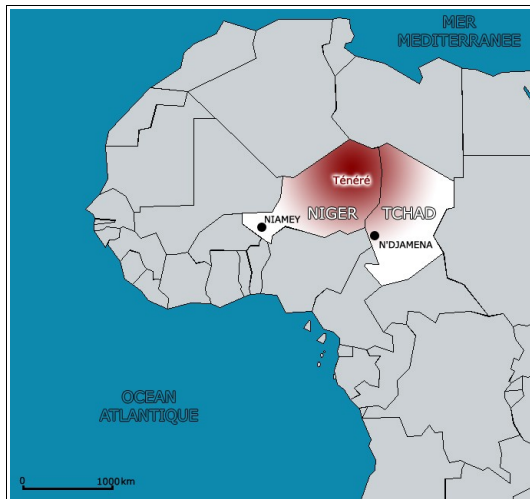 MER
MEDITERRANEE
Ténéré
NIGER TCHAD
NIAMEY
N'DJAMENA
OCEAN
ATLANTIQUE
0 1000km